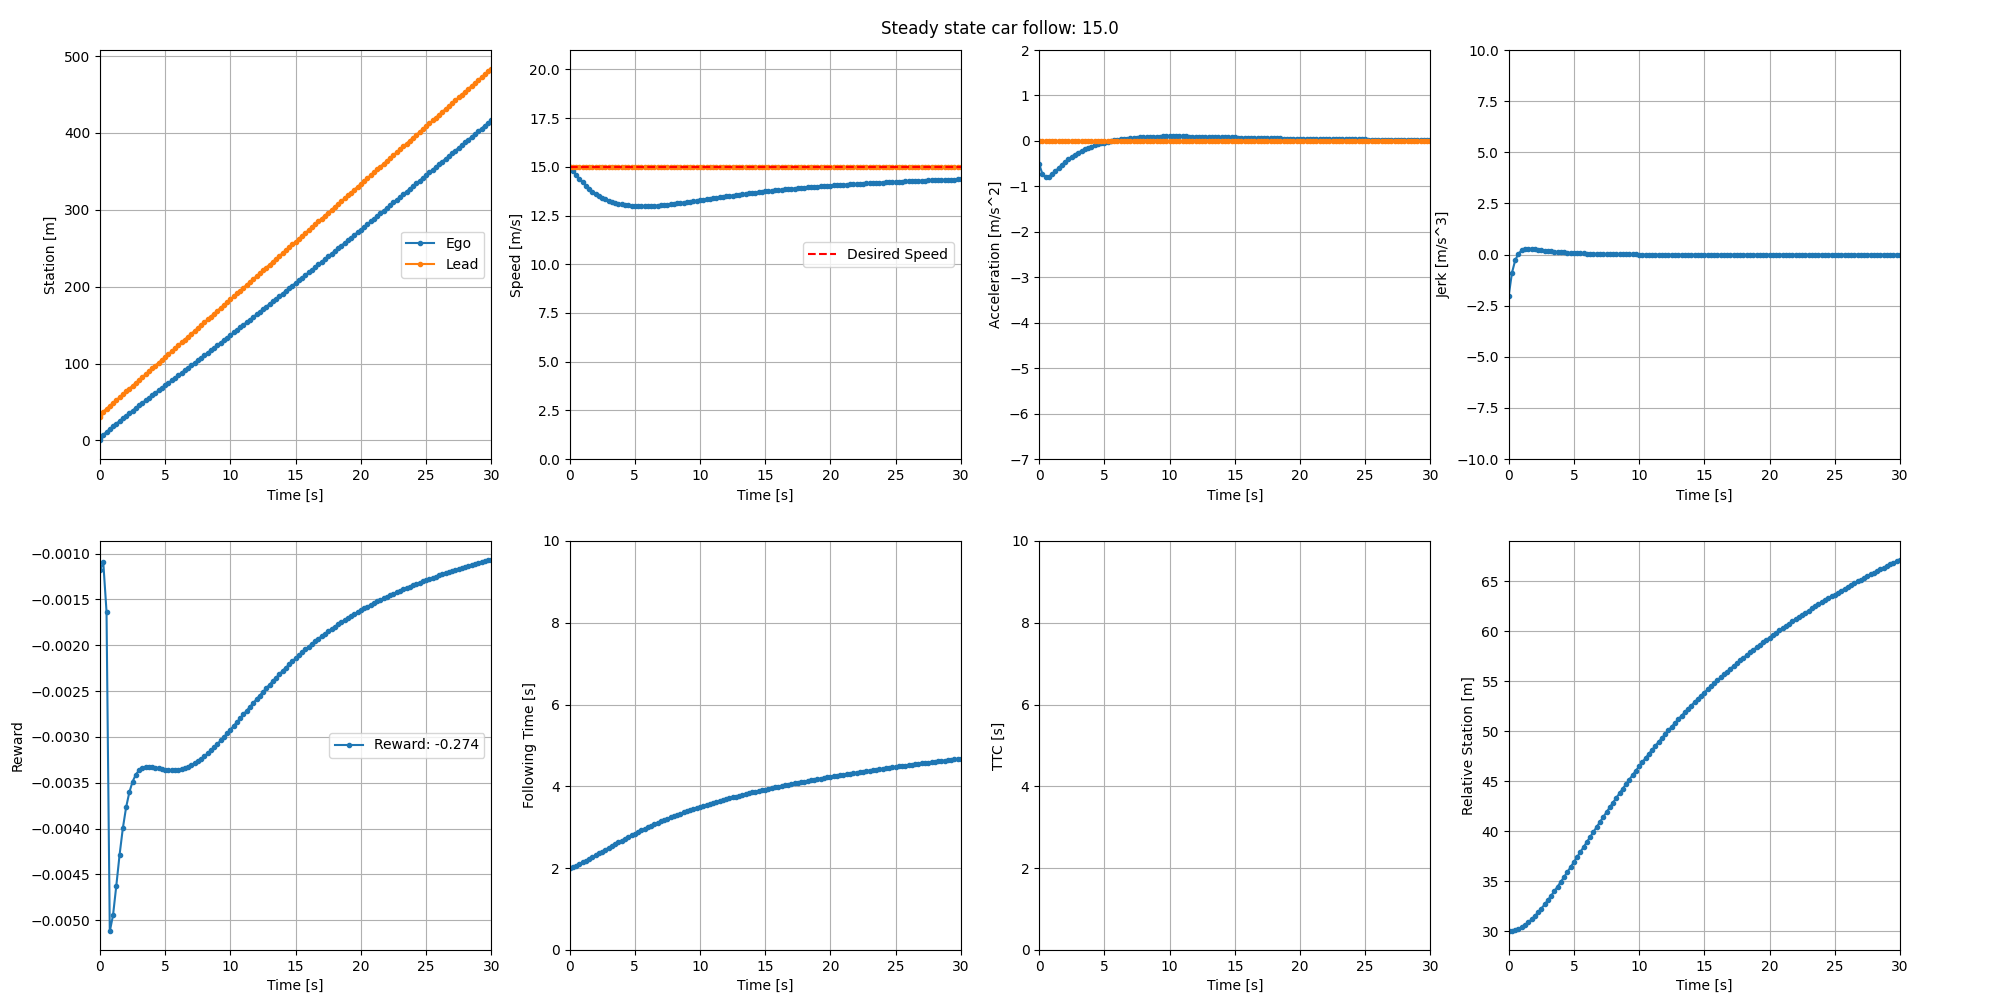 Steady state car follow: 15.0
500
400
300
200
100
0
Station [m]
Ego
Lead
0 5 10 15 20 25 30
Time [s]
20.0
17.5
15.0
12.5
10.0
7.5
5.0
2.5
0.0
Speed [m/s]
Desired Speed
0 5 10 15 20 25 30
Time [s]
2
1
0
−1
−2
−3
−4
−5
−6
−7
Acceleration [m/s^2]
0 5 10 15 20 25 30
Time [s]
10.0
7.5
5.0
2.5
0.0
−2.5
−5.0
−7.5
−10.0
Jerk [m/s^3]
0 5 10 15 20 25 30
Time [s]
−0.0010
−0.0015
−0.0020
−0.0025
−0.0030
−0.0035
−0.0040
−0.0045
−0.0050
Reward
Reward: -0.274
0 5 10 15 20 25 30
Time [s]
10
8
6
4
2
0
Following Time [s]
0 5 10 15 20 25 30
Time [s]
10
8
6
4
2
0
TTC [s]
0 5 10 15 20 25 30
Time [s]
65
60
55
50
45
40
35
30
Relative Station [m]
0 5 10 15 20 25 30
Time [s]